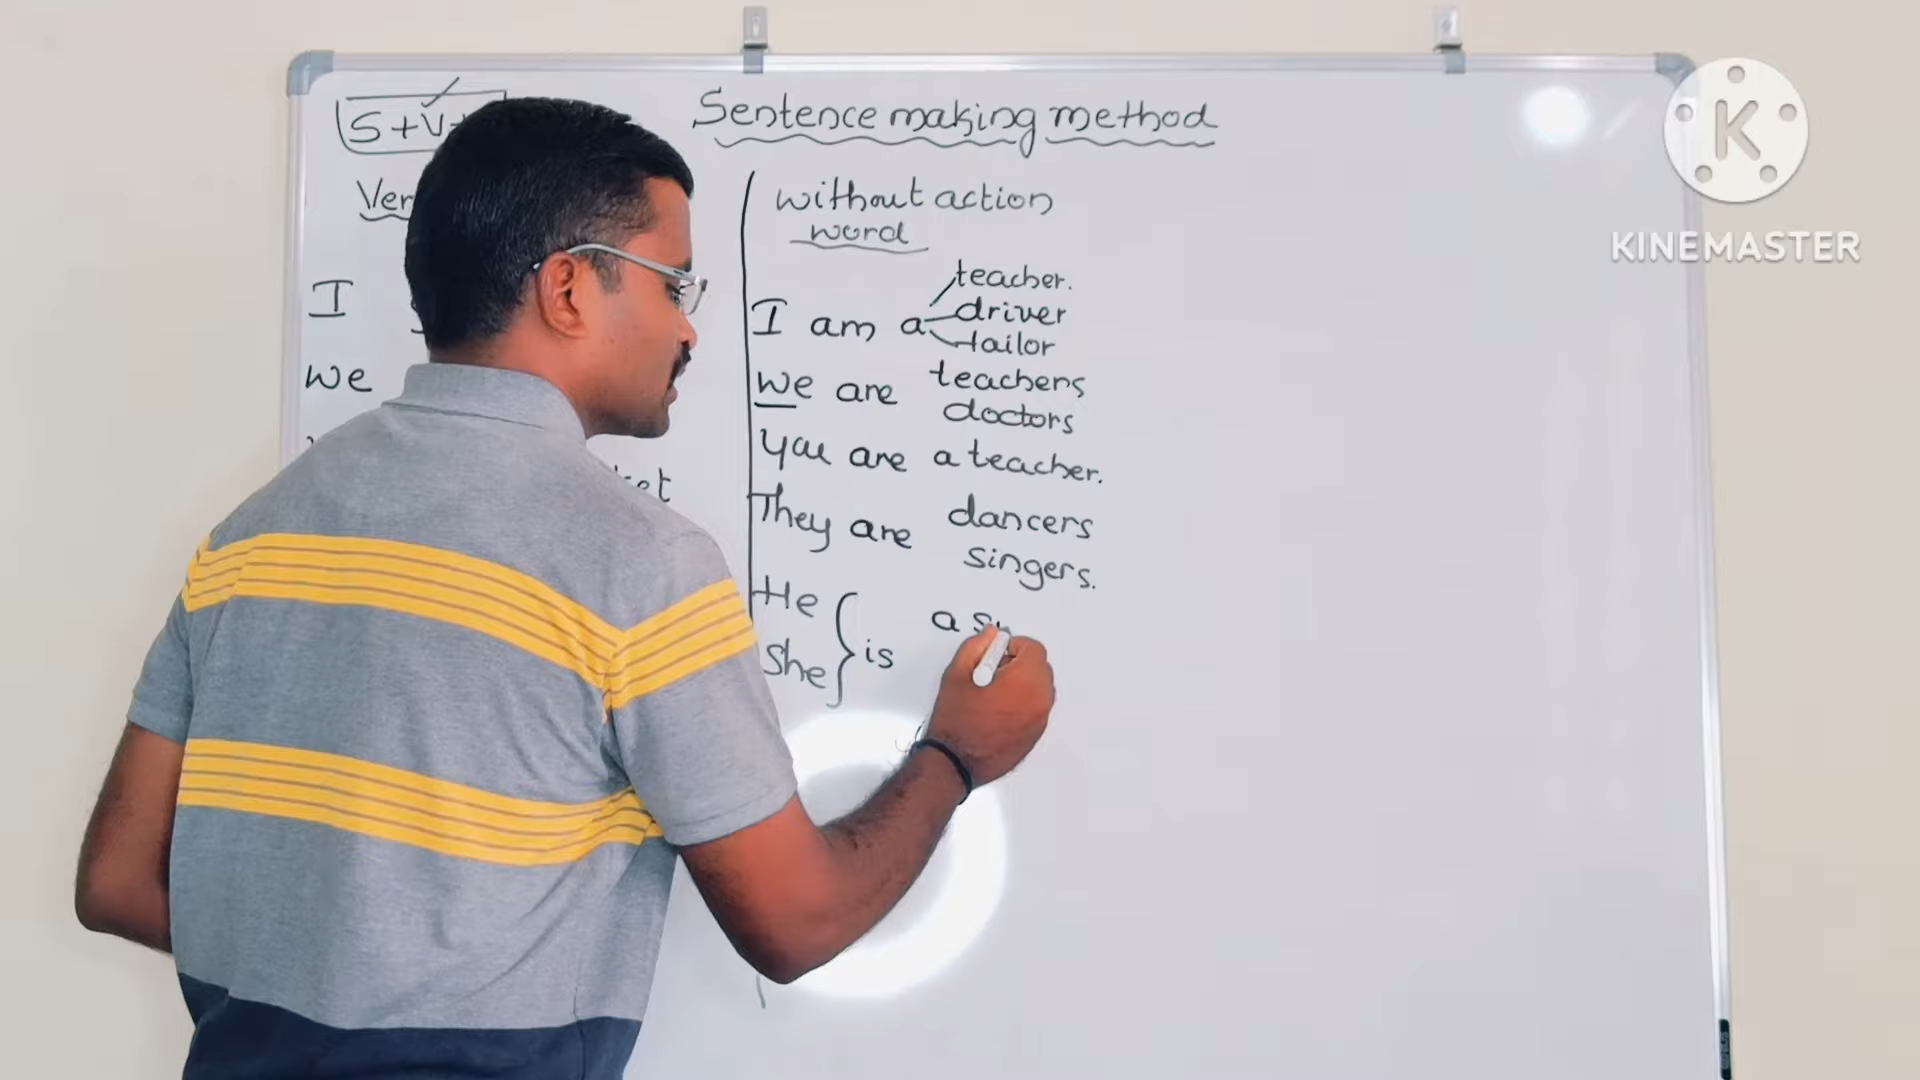 Sentence making method
S+V+
I
we
without action
word
teacher.
I am a driver
tailor
we are teachers
doctors
you are a teacher.
They are dancers
singers.
He
She } is a
K
KINEMASTER